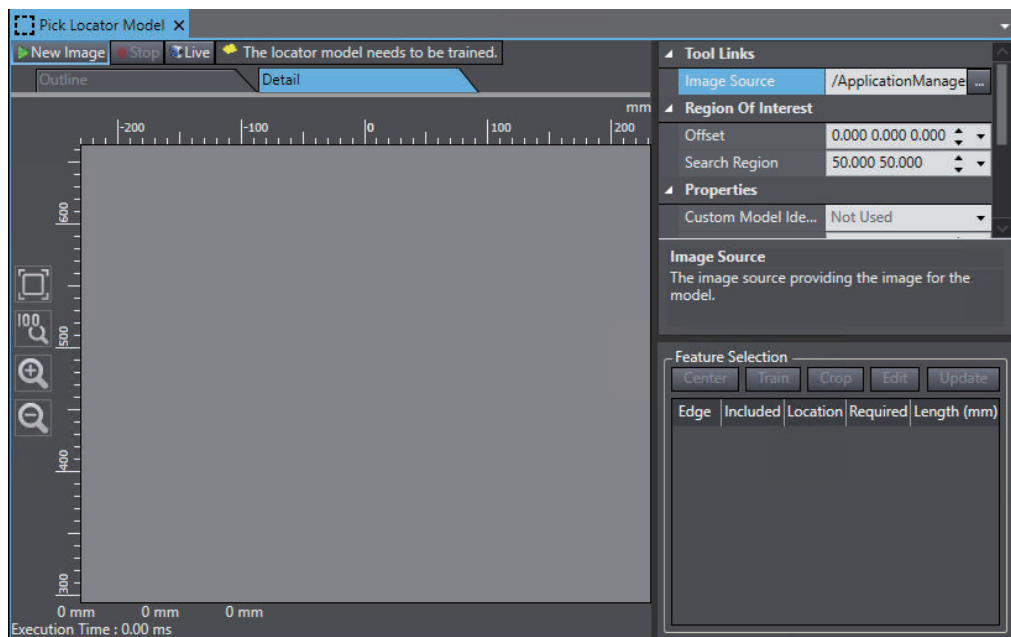 Pick Locator Model
New Image Stop Live The locator model needs to be trained.
Outline Detail
mm
-200 -100 0 100 200
600
500
400
300
100
0 mm 0 mm 0 mm
Execution Time : 0.00 ms
Tool Links
Image Source /ApplicationManage ...
Region Of Interest
Offset 0.000 0.000 0.000
Search Region 50.000 50.000
Properties
Custom Model Ide... Not Used
Image Source
The image source providing the image for the
model.
Feature Selection
Center Train Crop Edit Update
Edge Included Location Required Length (mm)